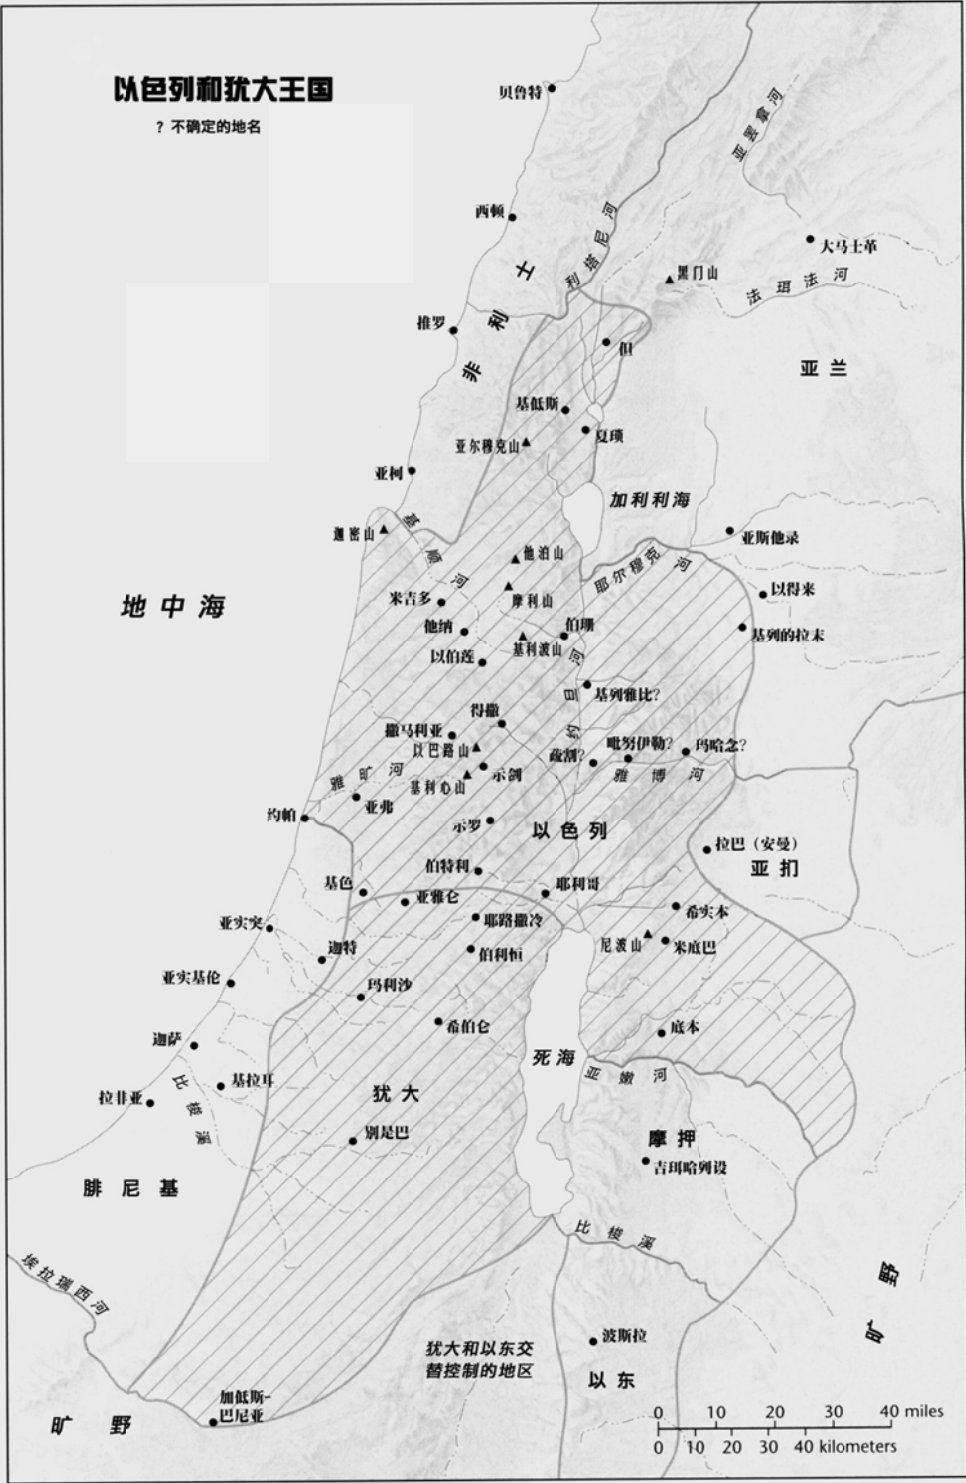 以色列和犹大王国
？不确定的地名
贝鲁特
亚罢拿河
西顿
利塔尼河
大马士革
黑门山
法珥法河
非利士
推罗
但
亚兰
基低斯
夏琐
亚尔穆克山
亚柯
加利利海
迦密山
基顺河
亚斯他录
他泊山
耶尔穆克河
以得来
地中海
米吉多
摩利山
他纳
伯珊
基列的拉末
基利波山
以伯莲
约旦河
基列雅比?
得撒
撒马利亚
以巴路山
疏割?
毗努伊勒?
玛哈念?
雅博河
示剑
基利心山
雅旷河
亚弗
约帕
示罗
以色列
拉巴（安曼）
亚扪
伯特利
耶利哥
基色
亚雅仑
希实本
耶路撒冷
亚实突
尼波山
米底巴
迦特
伯利恒
亚实基伦
玛利沙
希伯仑
底本
迦萨
死海
亚嫩河
基拉耳
比梭溪
拉非亚
犹大
别是巴
摩押
吉珥哈列设
腓尼基
比梭溪
埃拉瑞西河
旷野
犹大和以东交
替控制的地区
波斯拉
以东
加低斯-
巴尼亚
旷野
0 10 20 30 40 miles
0 10 20 30 40 kilometers